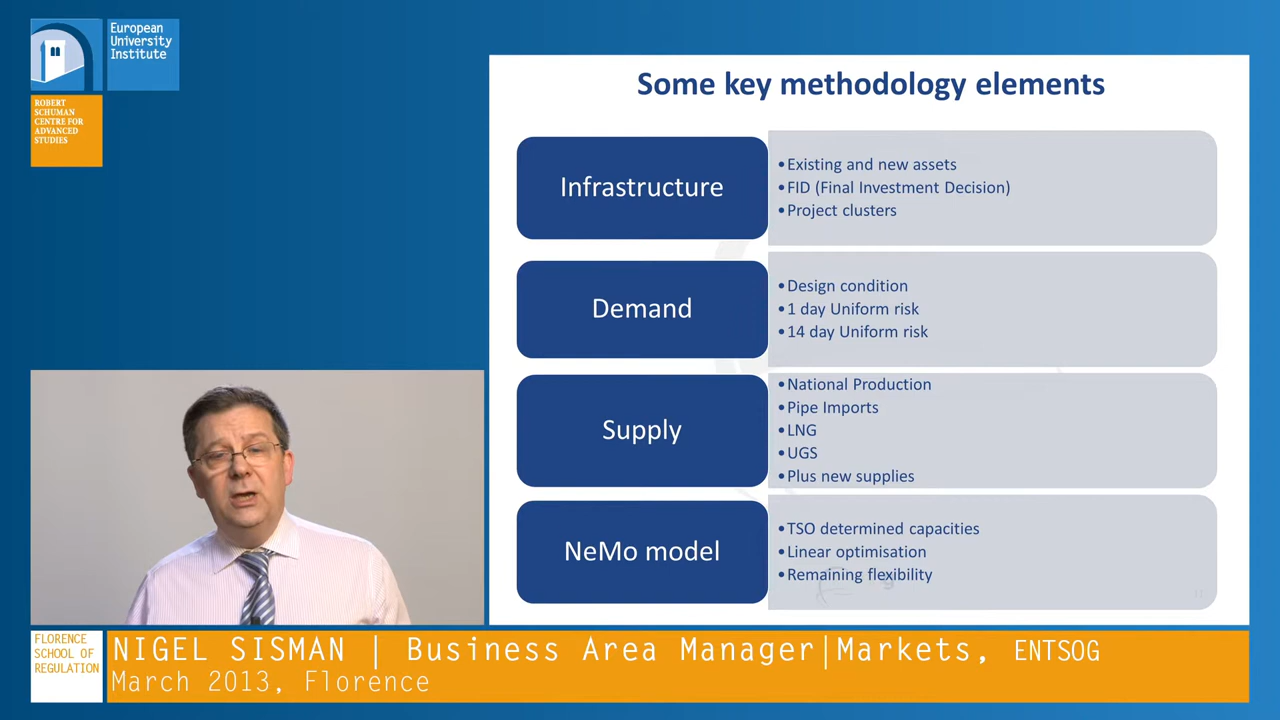 European
University
Institute
ROBERT
SCHUMAN
CENTRE FOR
ADVANCED
STUDIES
Some key methodology elements
Infrastructure
•Existing and new assets
•FID (Final Investment Decision)
•Project clusters
Demand
•Design condition
•1 day Uniform risk
•14 day Uniform risk
Supply
•National Production
•Pipe Imports
•LNG
•UGS
•Plus new supplies
NeMo model
•TSO determined capacities
•Linear optimisation
•Remaining flexibility
FLORENCE
SCHOOL OF
REGULATION
NIGEL SISMAN | Business Area Manager|Markets, ENTSOG
March 2013, Florence